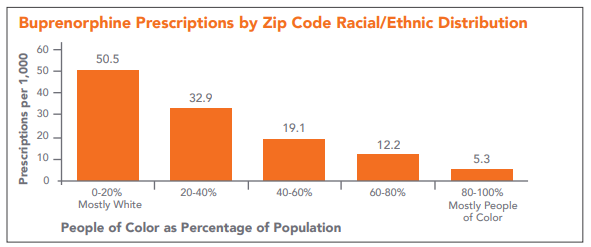 Buprenorphine Prescriptions by Zip Code Racial/Ethnic Distribution
Prescriptions per 1,000
60
50
40
30
20
10
0
50.5
32.9
19.1
12.2
5.3
0-20%
Mostly White
20-40%
40-60%
60-80%
80-100%
Mostly People
of Color
People of Color as Percentage of Population